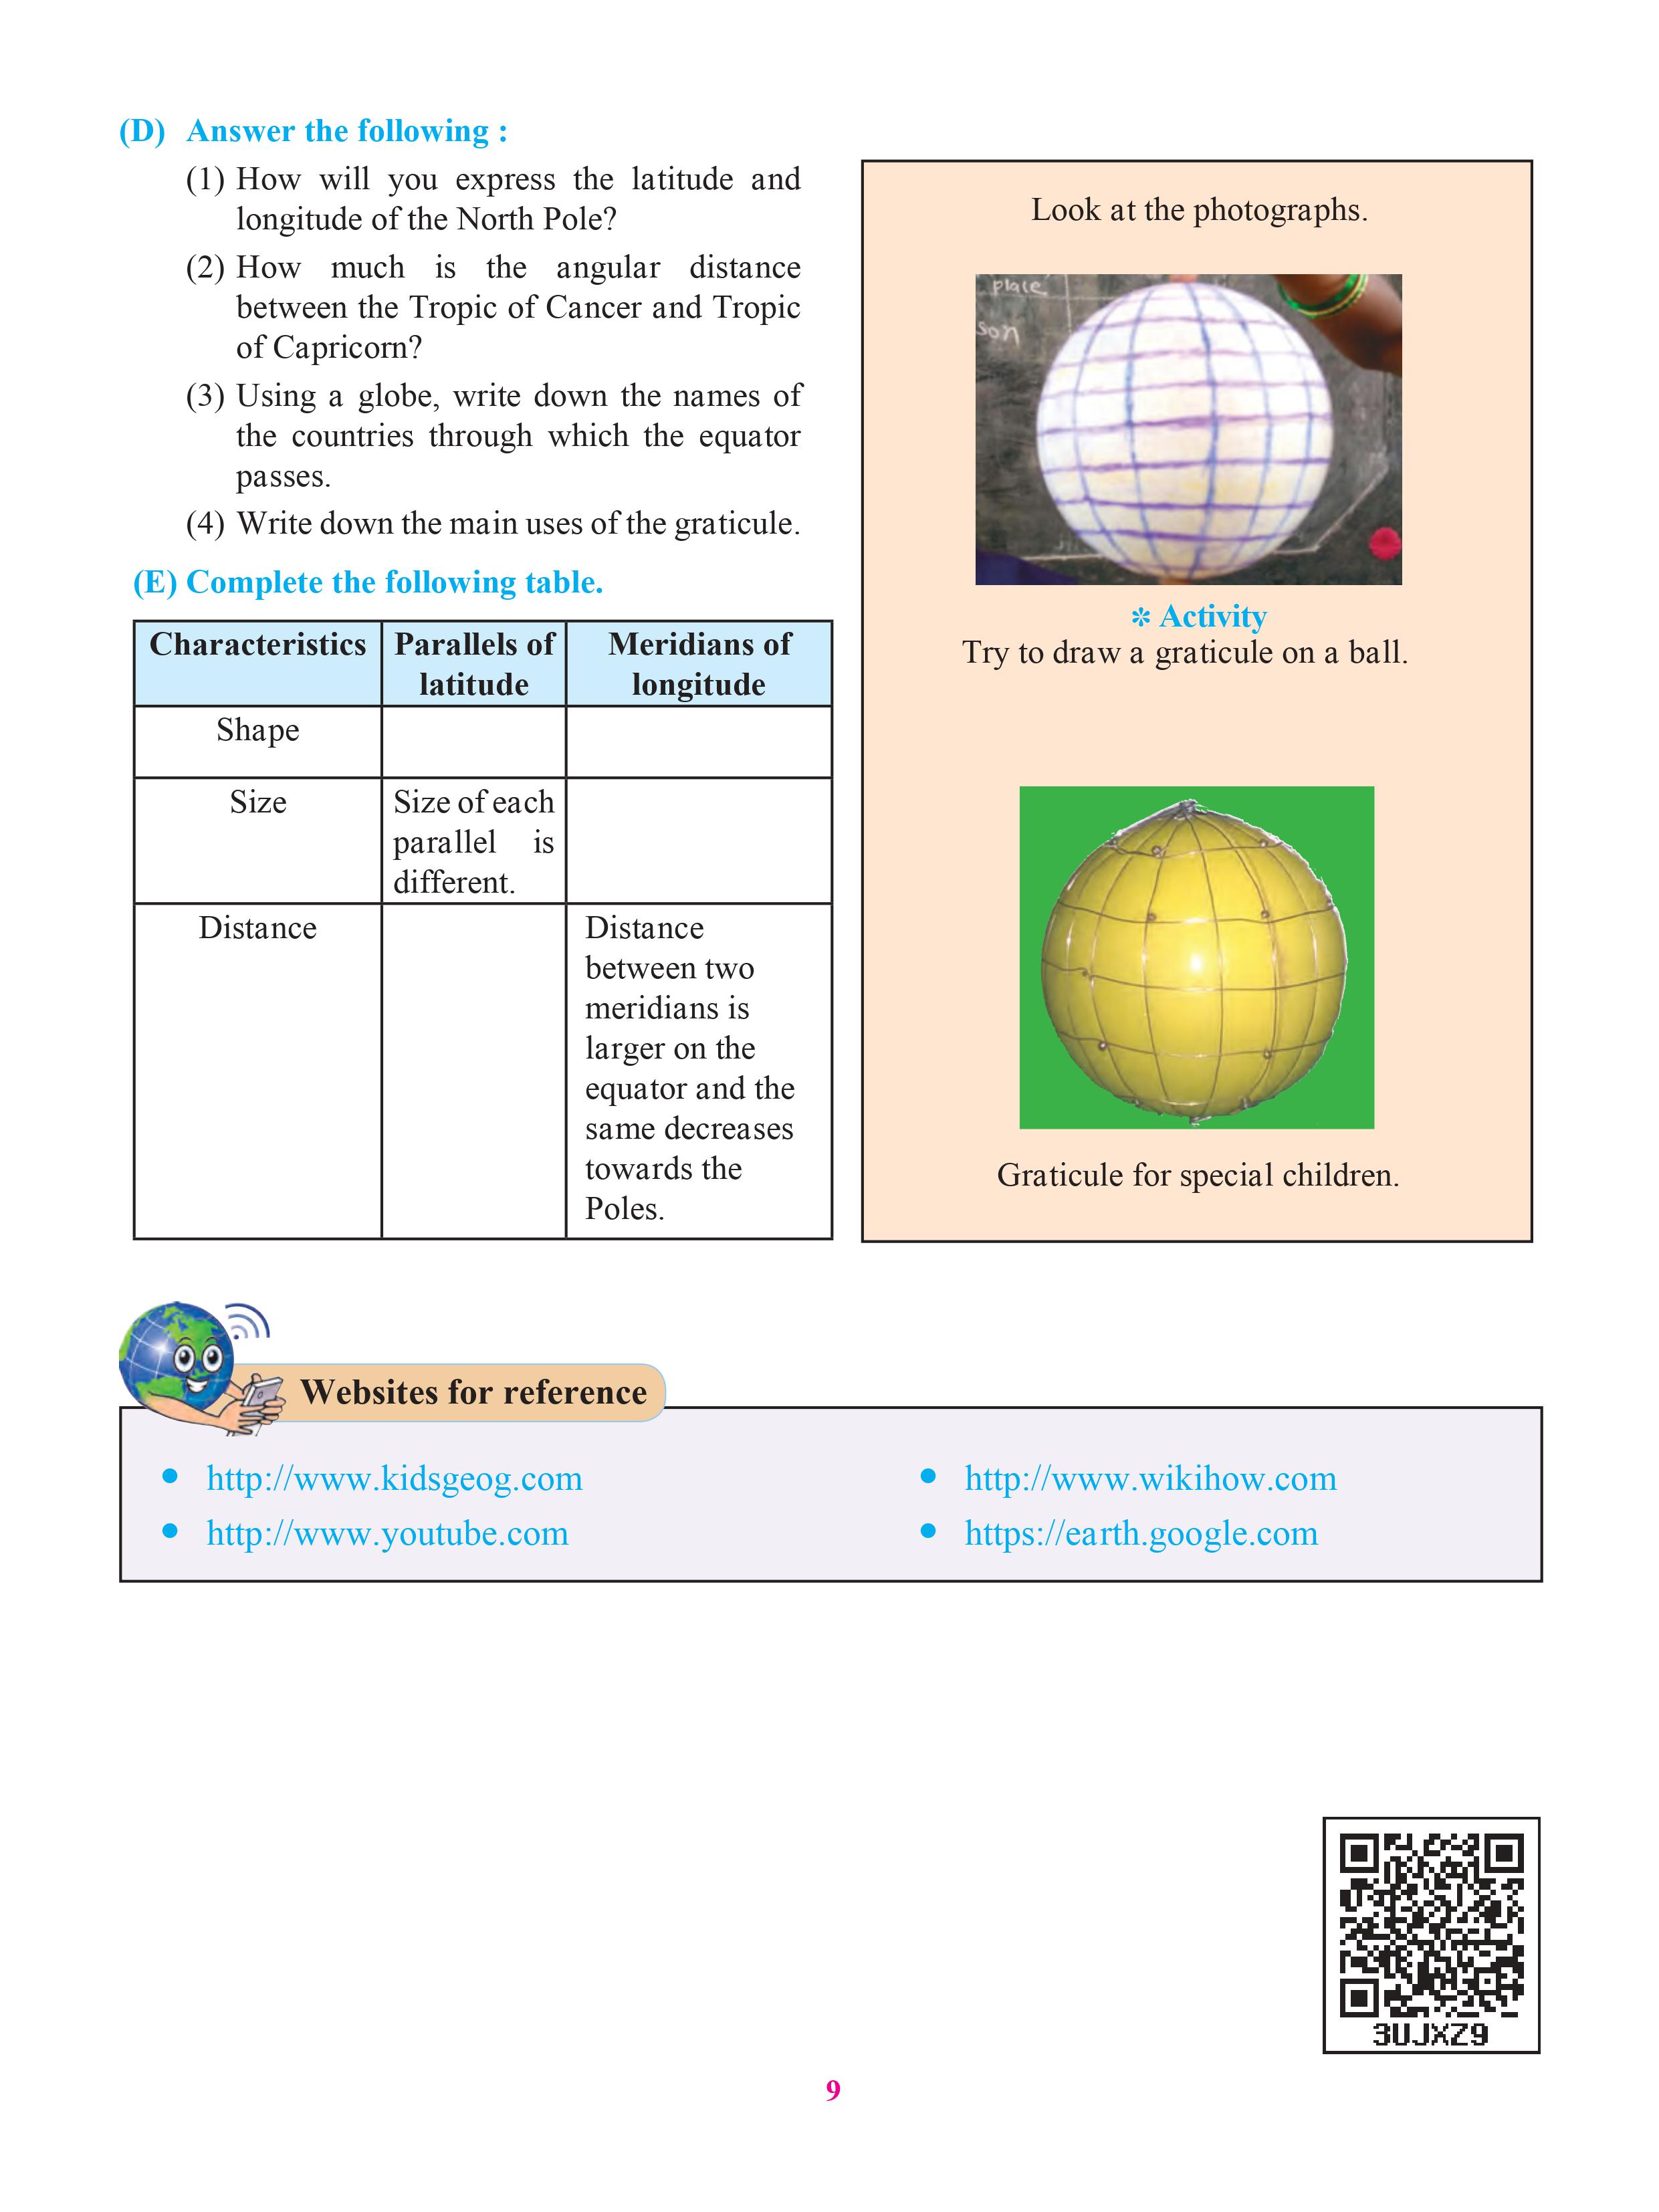 (D) Answer the following :
(1) How will you express the latitude and
longitude of the North Pole?
(2) How much is the angular distance
between the Tropic of Cancer and Tropic
of Capricorn?
(3) Using a globe, write down the names of
the countries through which the equator
passes.
(4) Write down the main uses of the graticule.
(E) Complete the following table.
Characteristics
Parallels of
latitude
Meridians of
longitude
Shape
Size
Size of each
parallel is
different.
Distance
Distance
between two
meridians is
larger on the
equator and the
same decreases
towards the
Poles.
Look at the photographs.
place
son
✻ Activity
Try to draw a graticule on a ball.
Graticule for special children.
Websites for reference
• http://www.kidsgeog.com
• http://www.youtube.com
• http://www.wikihow.com
• https://earth.google.com
3UJXZ9
9